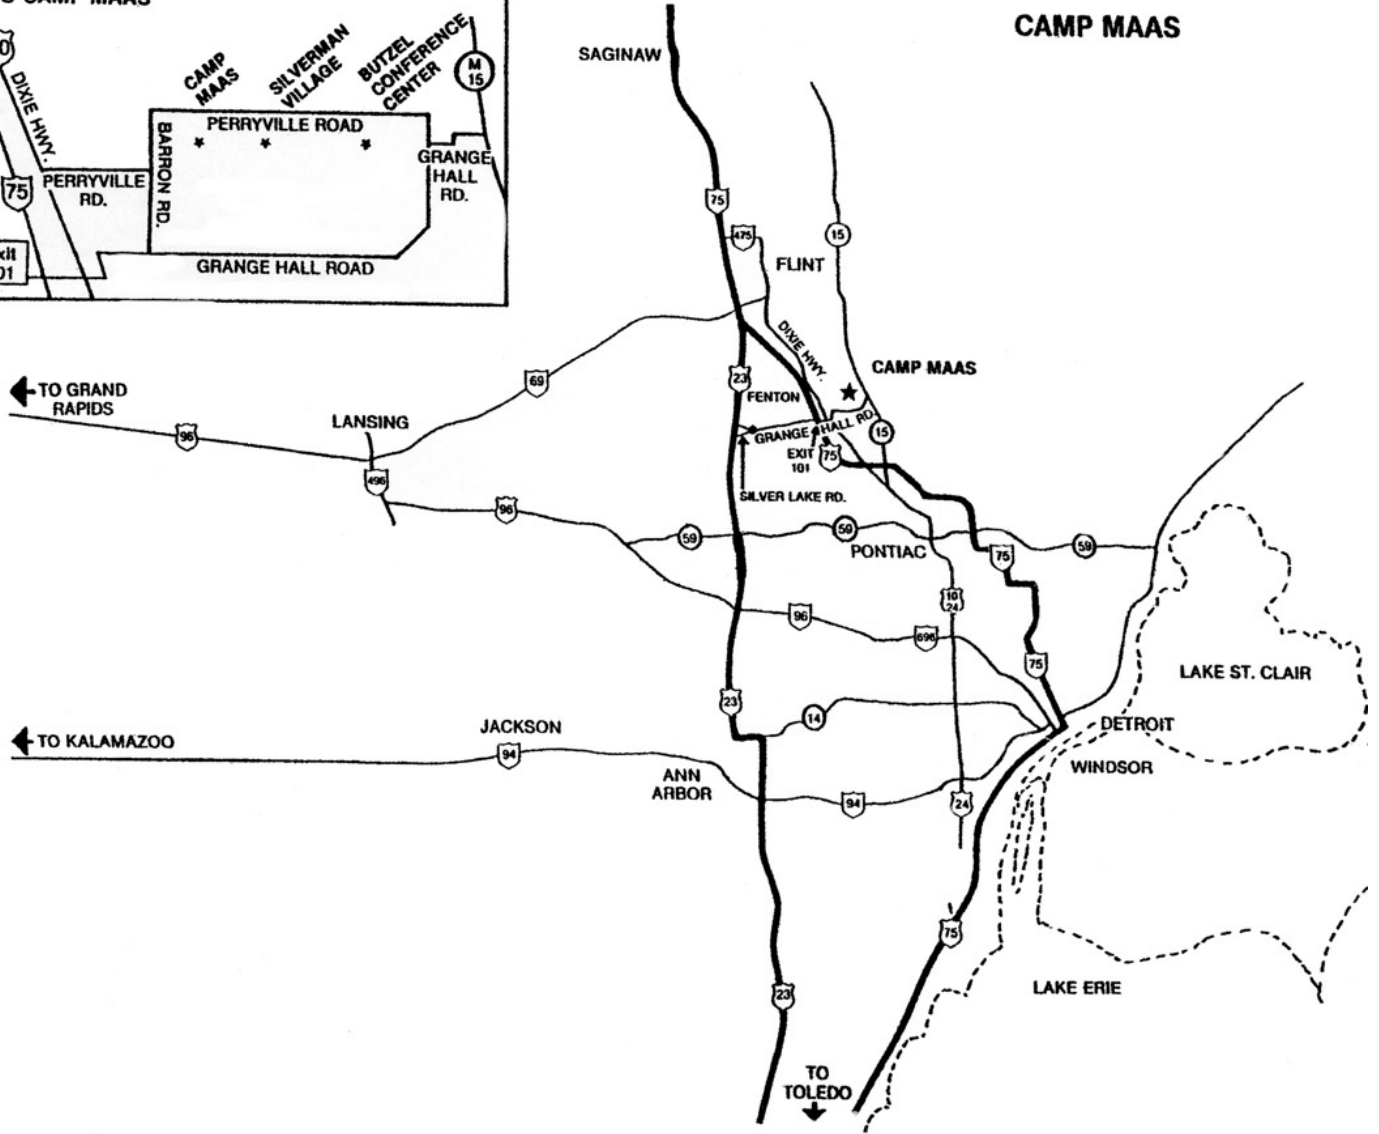 CAMP MAAS
CAMP MAAS
DIXIE HWY.
CAMP
MAAS
SILVERMAN
VILLAGE
BUTZEL
CONFERENCE
CENTER
M
15
PERRYVILLE ROAD
BARRON RD.
GRANGE
HALL
RD.
75
PERRYVILLE
RD.
GRANGE HALL ROAD
SAGINAW
75
475
15
FLINT
DIXIE HWY.
CAMP MAAS
TO GRAND
RAPIDS
69
23
FENTON
LANSING
96
GRANGE HALL RD.
15
EXIT
101
75
496
SILVER LAKE RD.
96
59
59
PONTIAC
75
59
10
24
96
696
75
LAKE ST. CLAIR
23
14
TO KALAMAZOO
JACKSON
94
DETROIT
WINDSOR
ANN
ARBOR
94
24
75
LAKE ERIE
23
TO
TOLEDO